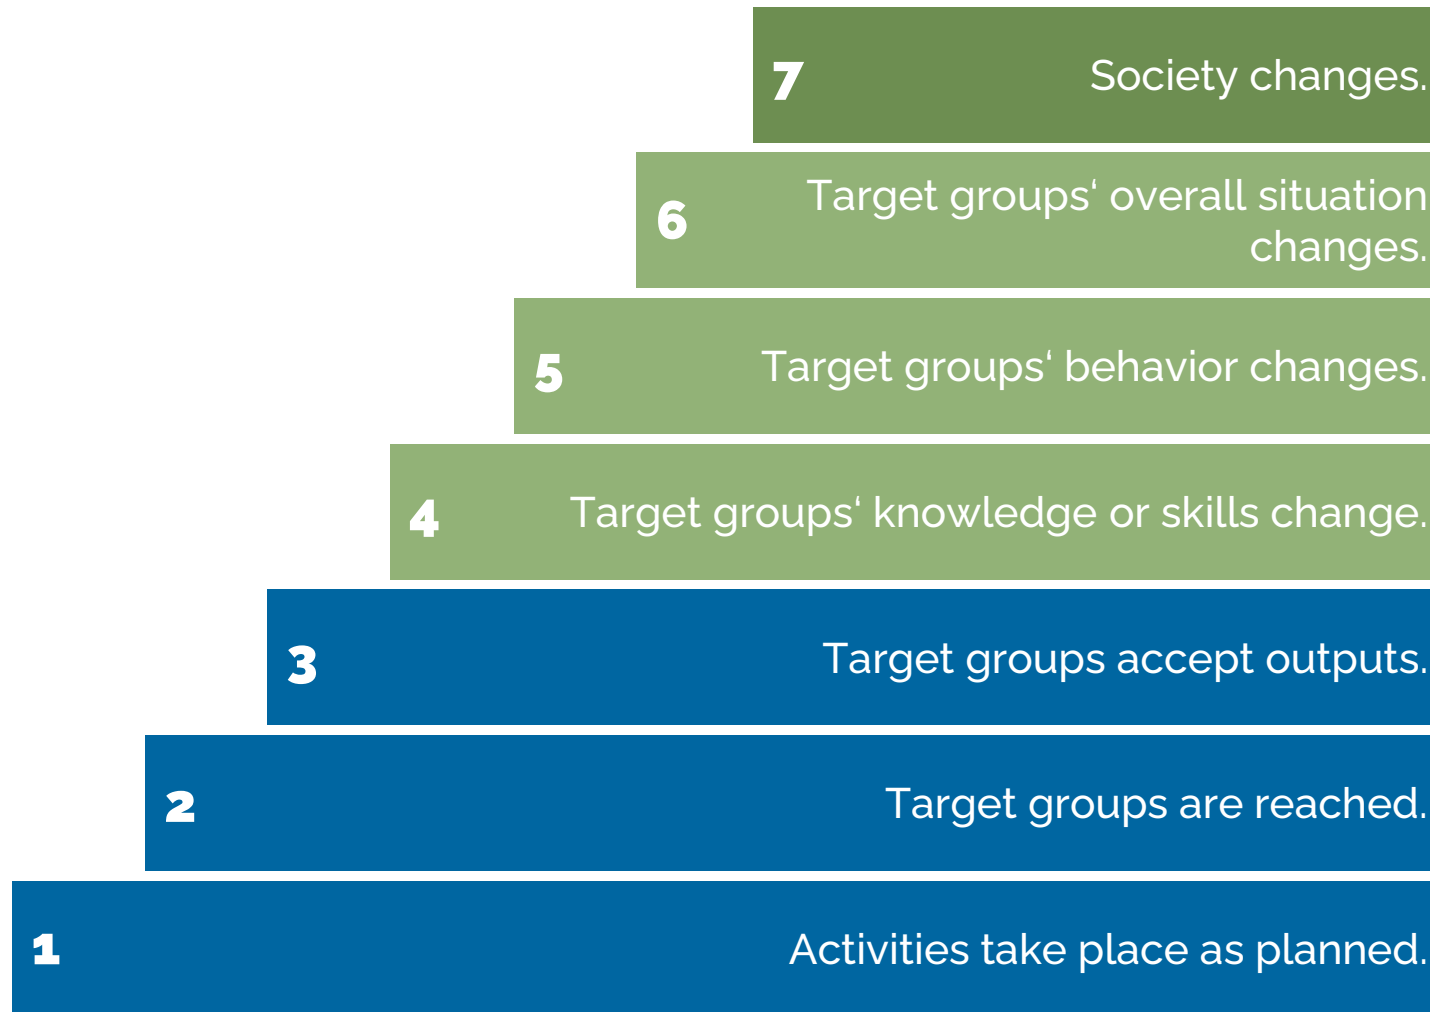 7 Society changes.
6 Target groups‘ overall situation
changes.
5 Target groups‘ behavior changes.
4 Target groups‘ knowledge or skills change.
3 Target groups accept outputs.
2 Target groups are reached.
1 Activities take place as planned.